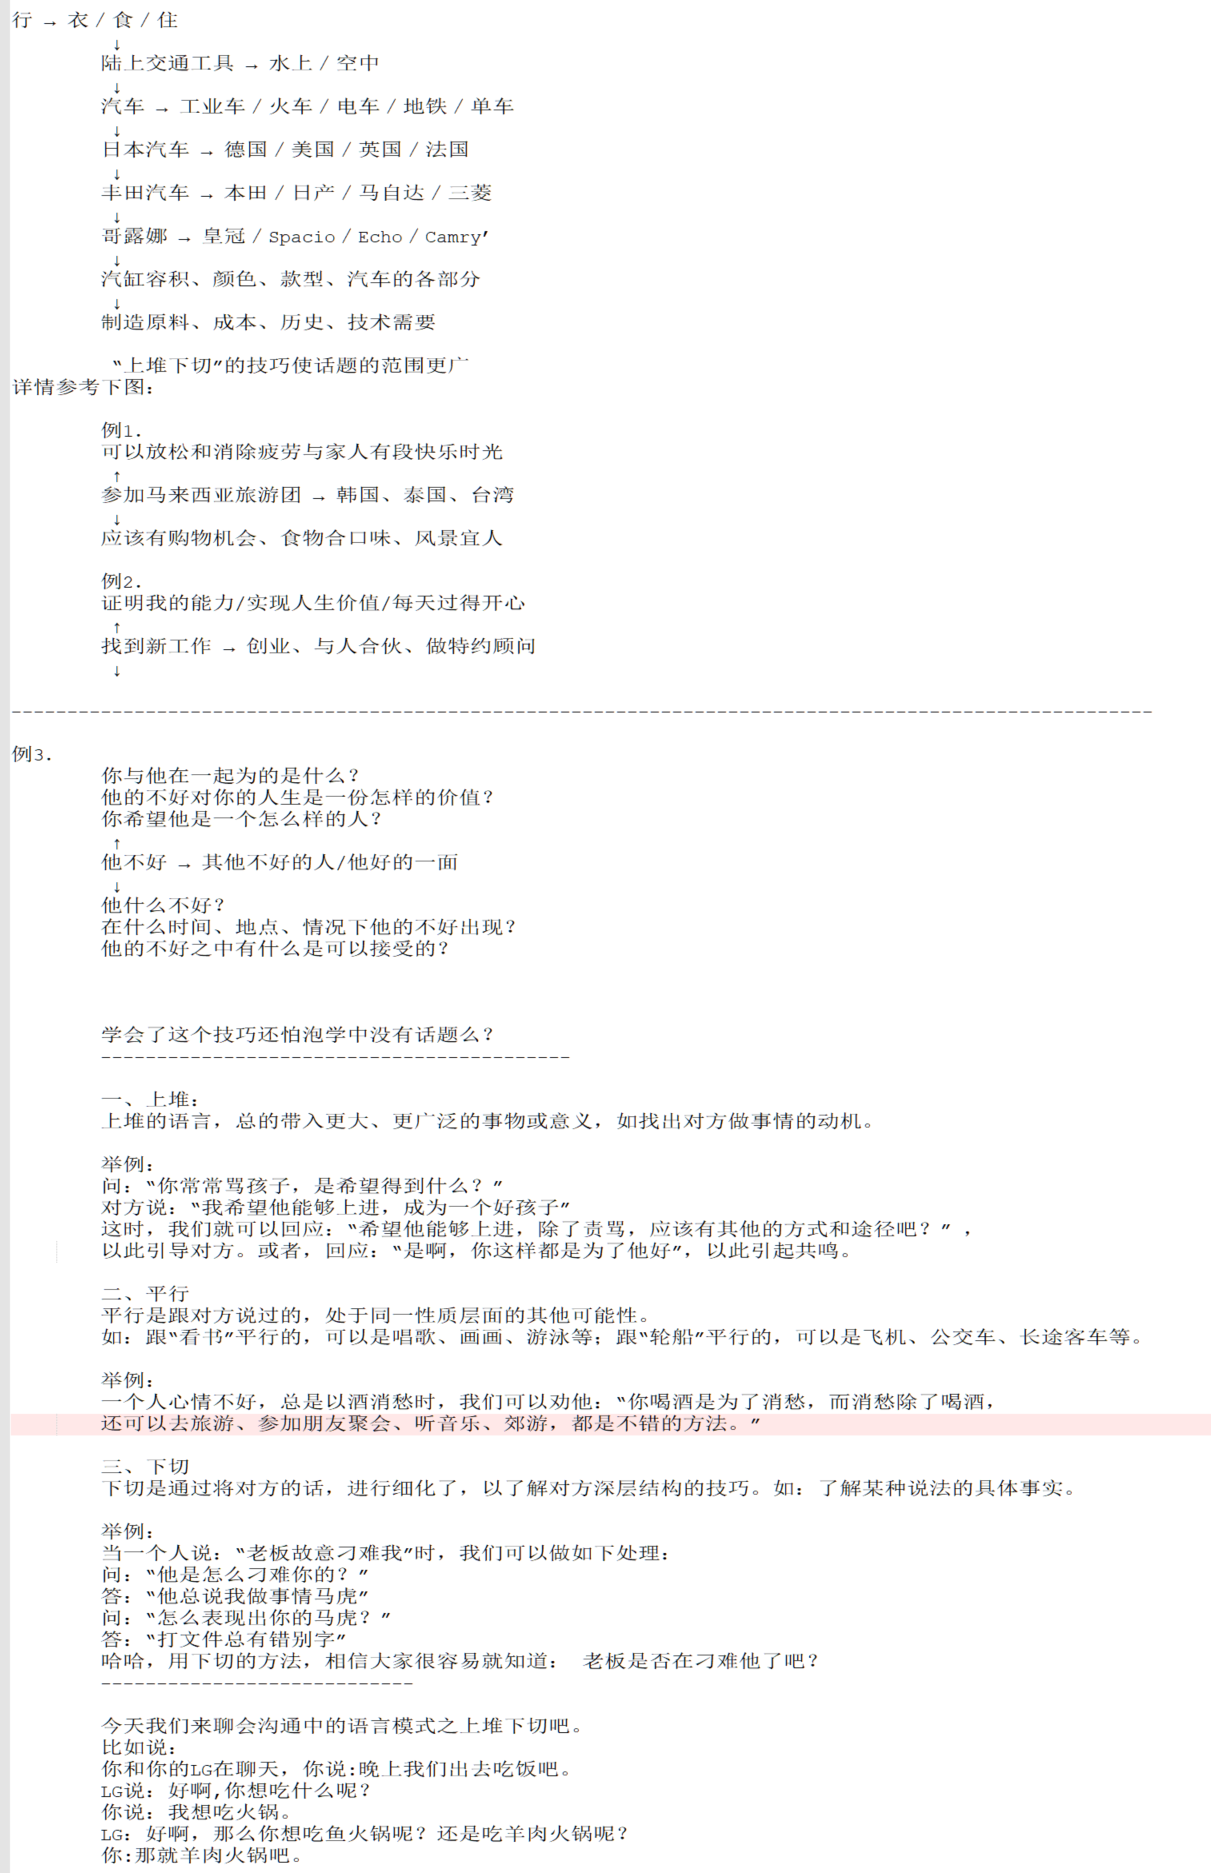 行 → 衣 / 食 / 住
↓
陆上交通工具 → 水上 / 空中
↓
汽车 → 工业车 / 火车 / 电车 / 地铁 / 单车
↓
日本汽车 → 德国 / 美国 / 英国 / 法国
↓
丰田汽车 → 本田 / 日产 / 马自达 / 三菱
↓
哥露娜 → 皇冠 / Spacio / Echo / Camry’
↓
汽缸容积、颜色、款型、汽车的各部分
↓
制造原料、成本、历史、技术需要
“上堆下切”的技巧使话题的范围更广
详情参考下图：
例1.
可以放松和消除疲劳与家人有段快乐时光
↑
参加马来西亚旅游团 → 韩国、泰国、台湾
↓
应该有购物机会、食物合口味、风景宜人
例2.
证明我的能力/实现人生价值/每天过得开心
↑
找到新工作 → 创业、与人合伙、做特约顾问
↓
------------------------------------------------------------------------------------------------------
例3.
你与他在一起为的是什么？
他的不好对你的人生是一份怎样的价值？
你希望他是一个怎么样的人？
↑
他不好 → 其他不好的人/他好的一面
↓
他什么不好？
在什么时间、地点、情况下他的不好出现？
他的不好之中有什么是可以接受的？
学会了这个技巧还怕泡学中没有话题么？
------------------------------------------
一、上堆：
上堆的语言，总的带入更大、更广泛的事物或意义，如找出对方做事情的动机。
举例：
问：“你常常骂孩子，是希望得到什么？”
对方说：“我希望他能够上进，成为一个好孩子”
这时，我们就可以回应：“希望他能够上进，除了责骂，应该有其他的方式和途径吧？” ，
以此引导对方。或者，回应：“是啊，你这样都是为了他好”，以此引起共鸣。
二、平行
平行是跟对方说过的，处于同一性质层面的其他可能性。
如：跟“看书”平行的，可以是唱歌、画画、游泳等；跟“轮船”平行的，可以是飞机、公交车、长途客车等。
举例：
一个人心情不好，总是以酒消愁时，我们可以劝他：“你喝酒是为了消愁，而消愁除了喝酒，
还可以去旅游、参加朋友聚会、听音乐、郊游，都是不错的方法。”
三、下切
下切是通过将对方的话，进行细化了，以了解对方深层结构的技巧。如：了解某种说法的具体事实。
举例：
当一个人说：“老板故意刁难我”时，我们可以做如下处理：
问：“他是怎么刁难你的？”
答：“他总说我做事情马虎”
问：“怎么表现出你的马虎？”
答：“打文件总有错别字”
哈哈，用下切的方法，相信大家很容易就知道： 老板是否在刁难他了吧？
----------------------------
今天我们来聊会沟通中的语言模式之上堆下切吧。
比如说：
你和你的LG在聊天，你说:晚上我们出去吃饭吧。
LG说：好啊,你想吃什么呢？
你说：我想吃火锅。
LG：好啊，那么你想吃鱼火锅呢？还是吃羊肉火锅呢？
你:那就羊肉火锅吧。